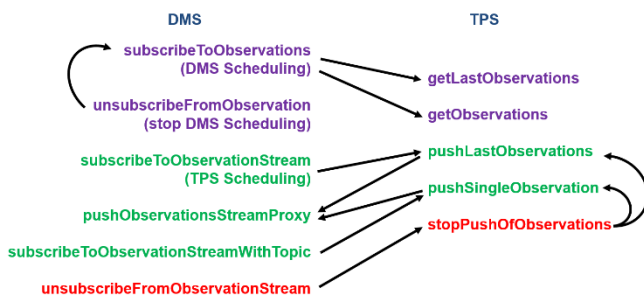 DMS
TPS
subscribeToObservations
(DMS Scheduling)
getLastObservations
unsubscribeFromObservation
(stop DMS Scheduling)
getObservations
subscribeToObservationStream
(TPS Scheduling)
pushLastObservations
pushObservationsStreamProxy
pushSingleObservation
stopPushOfObservations
subscribeToObservationStreamWithTopic
unsubscribeFromObservationStream